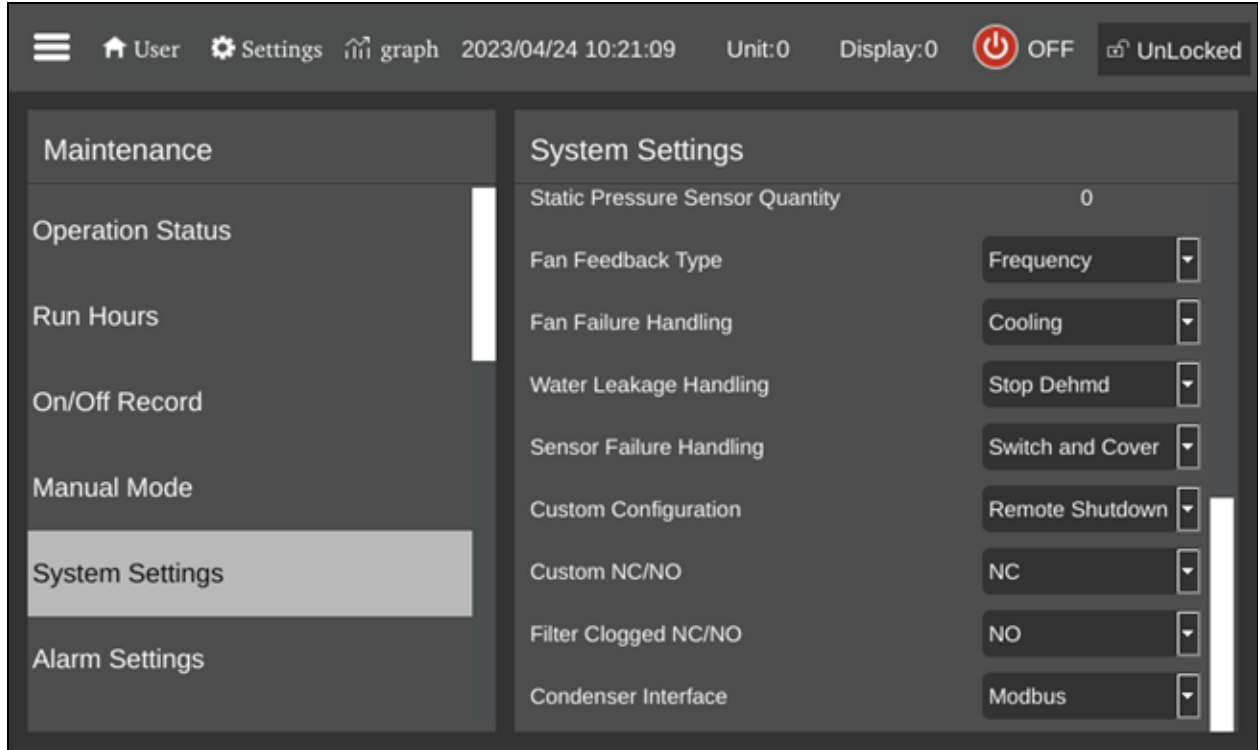 User Settings graph 2023/04/24 10:21:09 Unit:0 Display:0 OFF UnLocked
Maintenance
Operation Status
Run Hours
On/Off Record
Manual Mode
System Settings
Alarm Settings
System Settings
Static Pressure Sensor Quantity 0
Fan Feedback Type Frequency
Fan Failure Handling Cooling
Water Leakage Handling Stop Dehmd
Sensor Failure Handling Switch and Cover
Custom Configuration Remote Shutdown
Custom NC/NO NC
Filter Clogged NC/NO NO
Condenser Interface Modbus